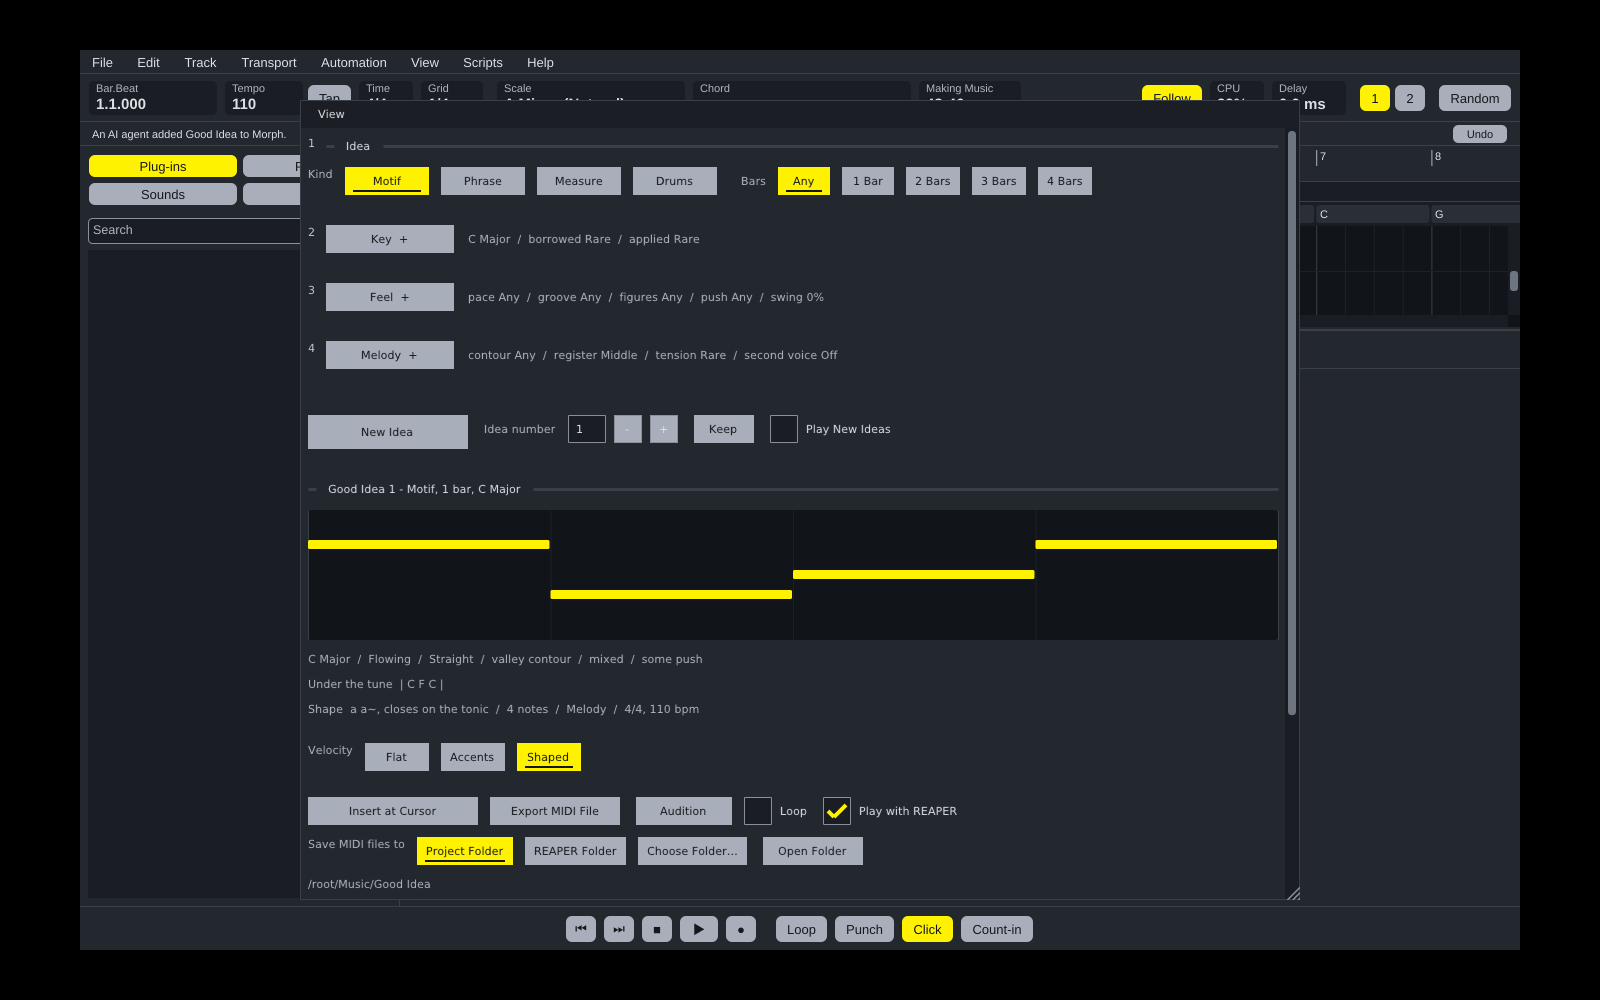 File Edit Track Transport Automation View Scripts Help
Bar.Beat Tempo Time Grid Scale Chord Making Music CPU Delay
1.1.000 110 Tap Follow ms 1 2 Random
An AI agent added Good Idea to Morph. Undo
View
Plug-ins
Sounds
Search
7 8
C G
1 Idea
Kind Motif Phrase Measure Drums Bars Any 1 Bar 2 Bars 3 Bars 4 Bars
2 Key + C Major / borrowed Rare / applied Rare
3 Feel + pace Any / groove Any / figures Any / push Any / swing 0%
4 Melody + contour Any / register Middle / tension Rare / second voice Off
New Idea Idea number 1 - + Keep Play New Ideas
Good Idea 1 - Motif, 1 bar, C Major
C Major / Flowing / Straight / valley contour / mixed / some push
Under the tune | C F C |
Shape a a~, closes on the tonic / 4 notes / Melody / 4/4, 110 bpm
Velocity Flat Accents Shaped
Insert at Cursor Export MIDI File Audition Loop Play with REAPER
Save MIDI files to Project Folder REAPER Folder Choose Folder... Open Folder
/root/Music/Good Idea
Loop Punch Click Count-in